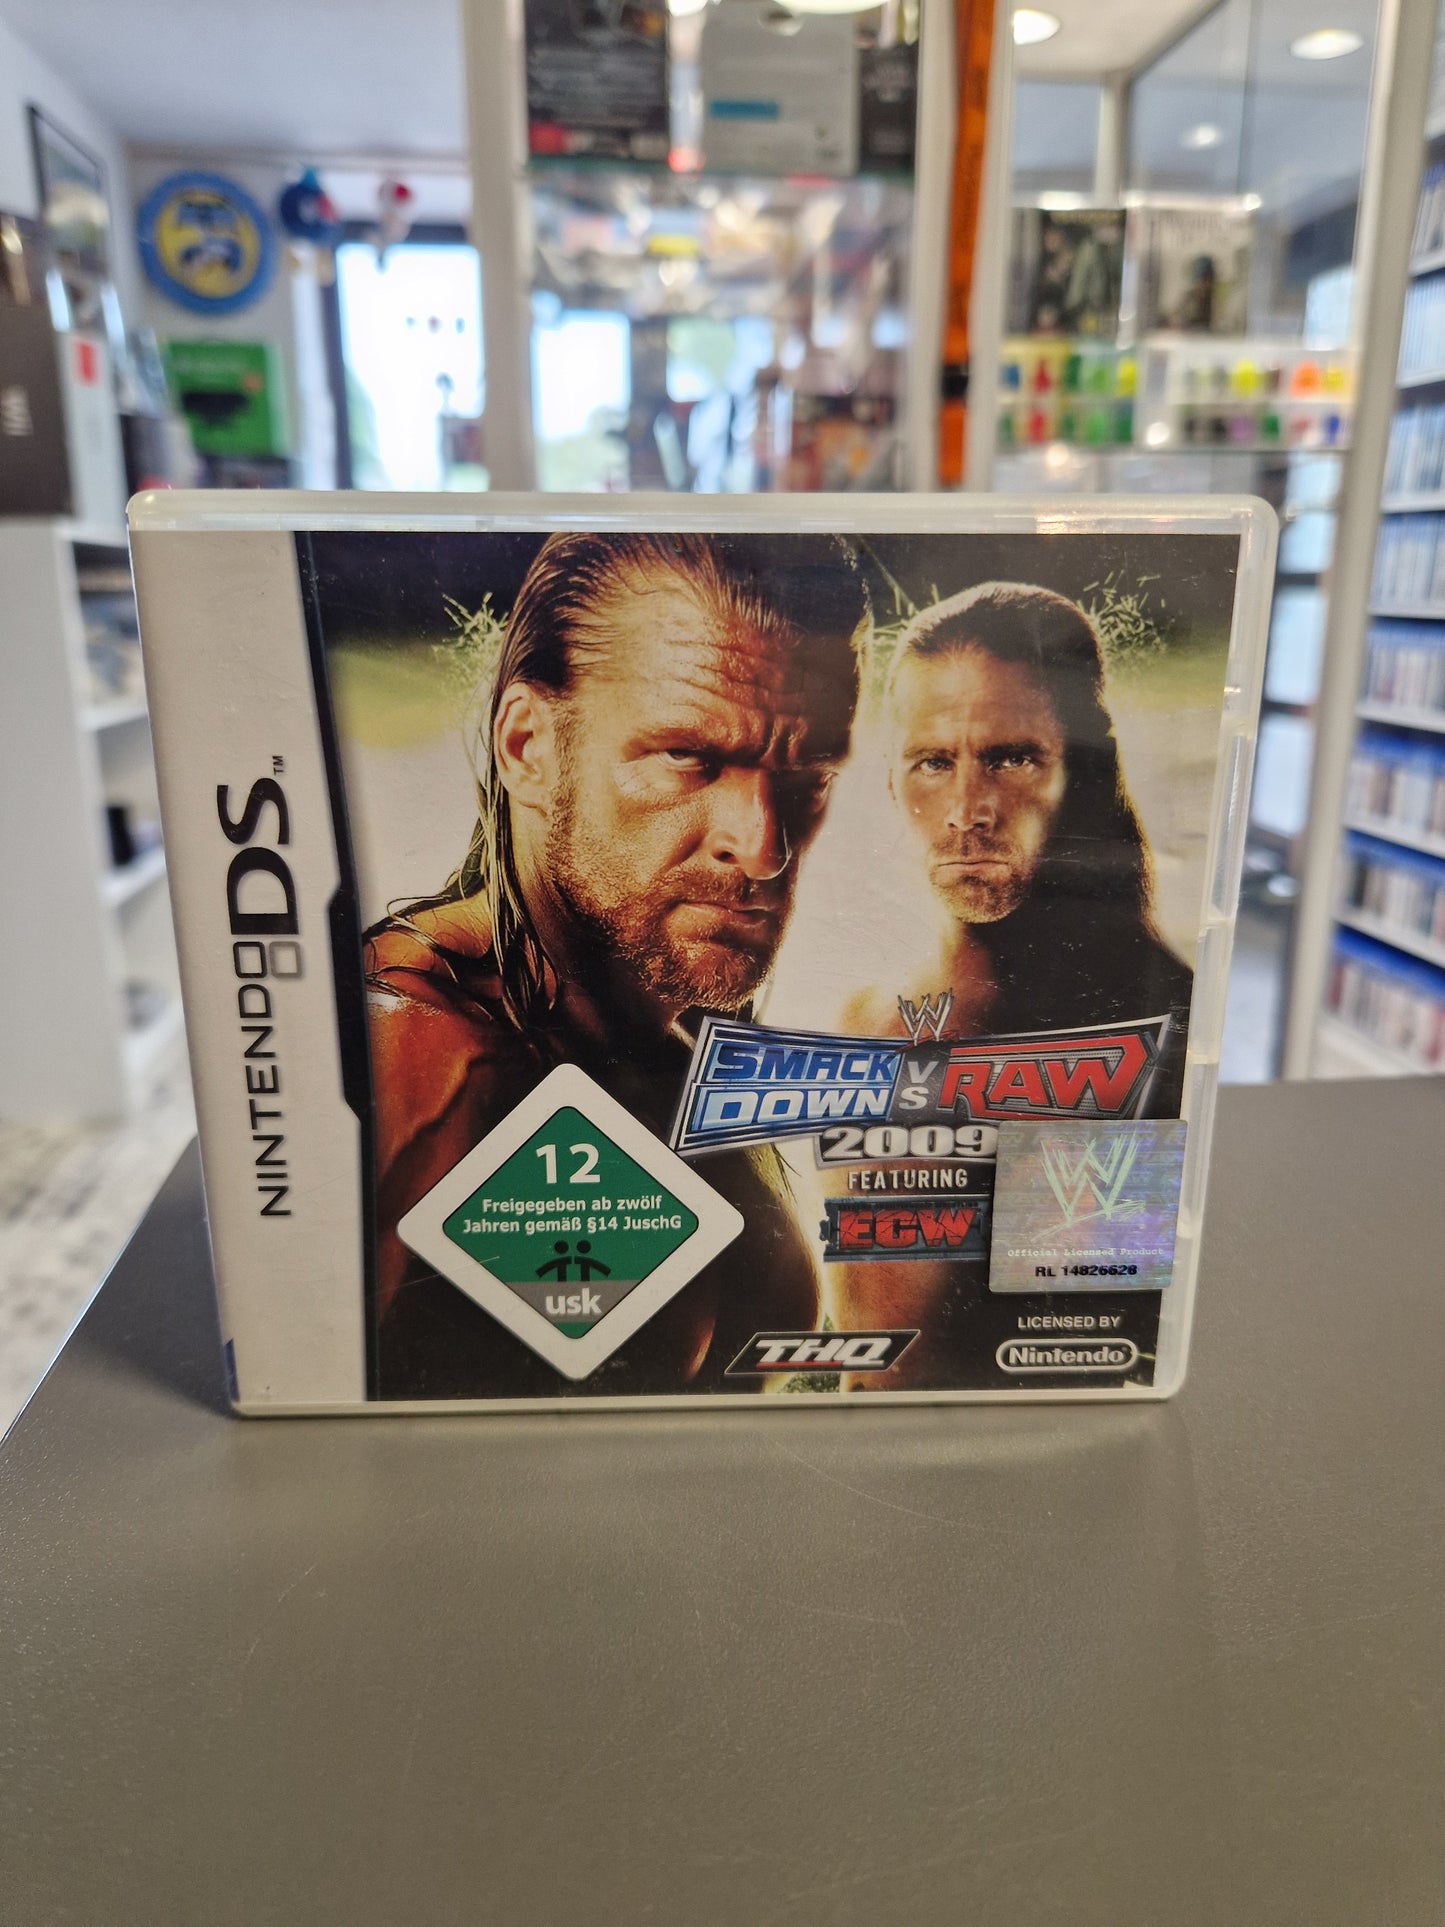 NINTENDO DS™
W
SMACK
DOWN
VS
RAW
2009
FEATURING
ECW
W
Official Licensed Product
RL 14826628
12
Freigegeben ab zwölf
Jahren gemäß §14 JuschG
usk
THQ
LICENSED BY
Nintendo